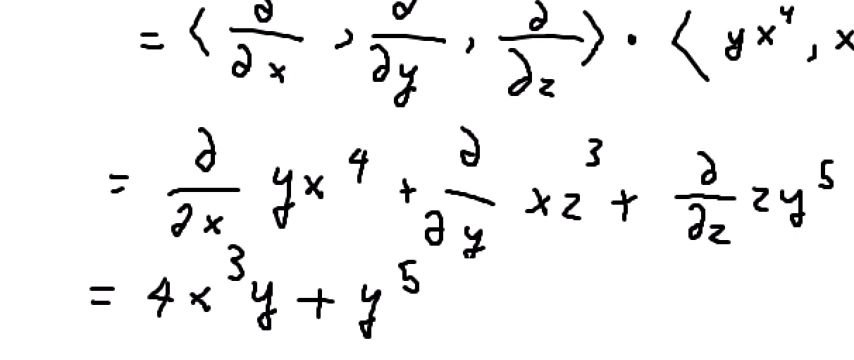 = ⟨ ∂/∂x , ∂/∂y , ∂/∂z ⟩ · ⟨ yx⁴ , x
= ∂/∂x yx⁴ + ∂/∂y xz³ + ∂/∂z zy⁵
= 4x³y + y⁵